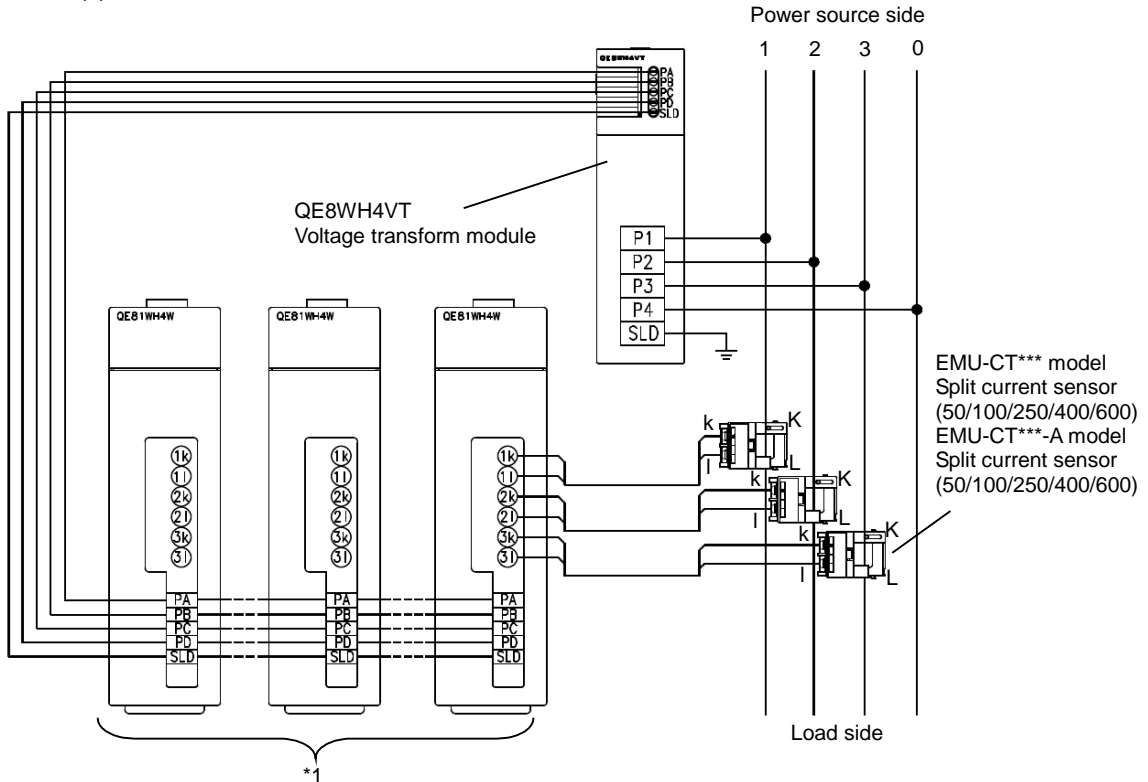 Power source side
1 2 3 0
QE8WH4VT
PA
PB
PC
PD
SLD
QE8WH4VT
Voltage transform module
P1
P2
P3
P4
SLD
QE81WH4W
1k
1l
2k
2l
3k
3l
PA
PB
PC
PD
SLD
QE81WH4W
1k
1l
2k
2l
3k
3l
PA
PB
PC
PD
SLD
QE81WH4W
1k
1l
2k
2l
3k
3l
PA
PB
PC
PD
SLD
k K
l L
k K
l L
k K
l L
EMU-CT*** model
Split current sensor
(50/100/250/400/600)
EMU-CT***-A model
Split current sensor
(50/100/250/400/600)
Load side
*1